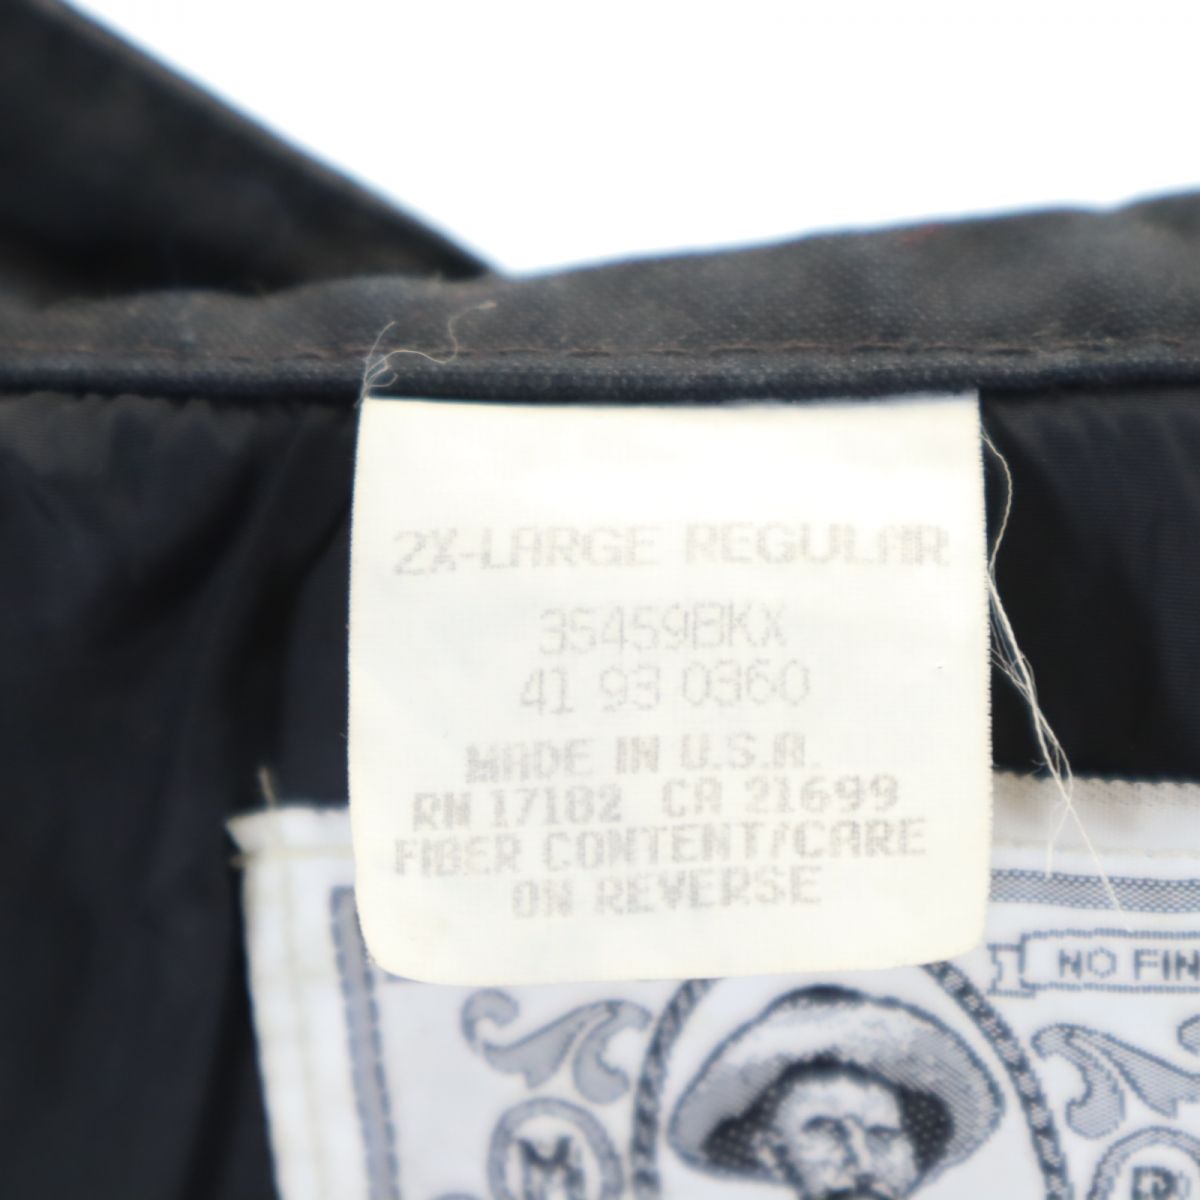 2X-LARGE REGULAR
35459BKX
41 93 0360
MADE IN U.S.A.
RN 17182 CA 21699
FIBER CONTENT/CARE
ON REVERSE
NO FIN
M